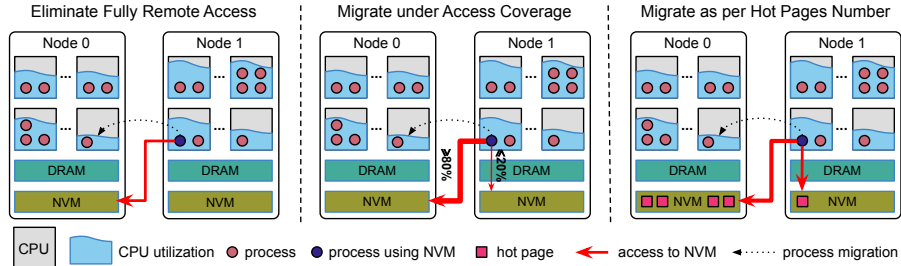 Eliminate Fully Remote Access
Migrate under Access Coverage
Migrate as per Hot Pages Number
Node 0
Node 1
Node 0
Node 1
Node 0
Node 1
...
...
...
...
...
...
...
...
...
...
...
...
≥80%
<20%
DRAM
DRAM
DRAM
DRAM
DRAM
DRAM
NVM
NVM
NVM
NVM
NVM
NVM
CPU
CPU utilization
process
process using NVM
hot page
access to NVM
process migration